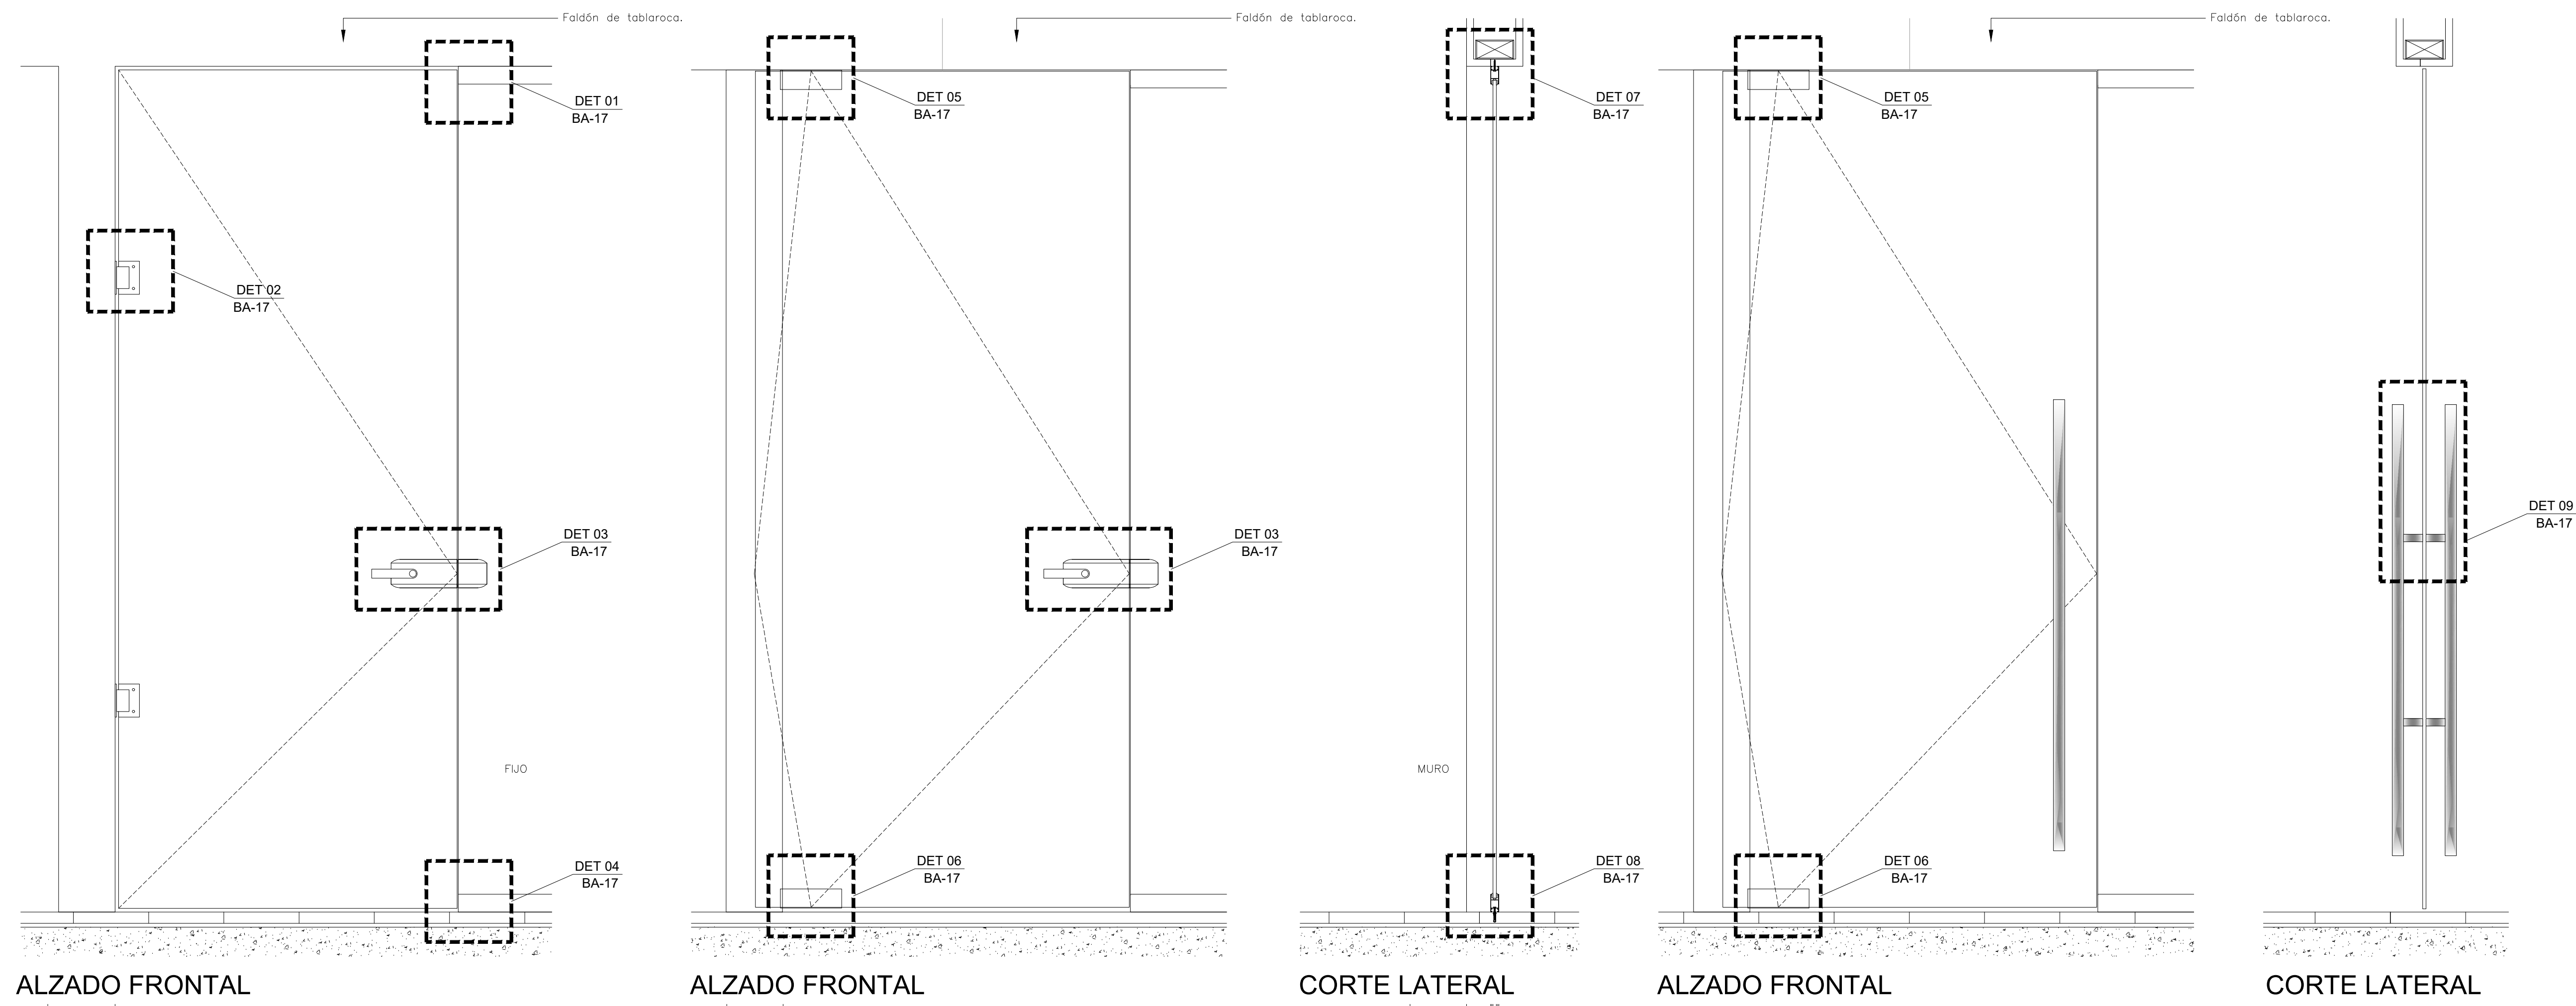 Faldón de tablaroca.
DET 01
BA-17
DET 02
BA-17
DET 03
BA-17
FIJO
DET 04
BA-17
ALZADO FRONTAL
Faldón de tablaroca.
DET 05
BA-17
DET 03
BA-17
DET 06
BA-17
ALZADO FRONTAL
DET 07
BA-17
MURO
DET 08
BA-17
CORTE LATERAL
Faldón de tablaroca.
DET 05
BA-17
DET 06
BA-17
ALZADO FRONTAL
DET 09
BA-17
CORTE LATERAL